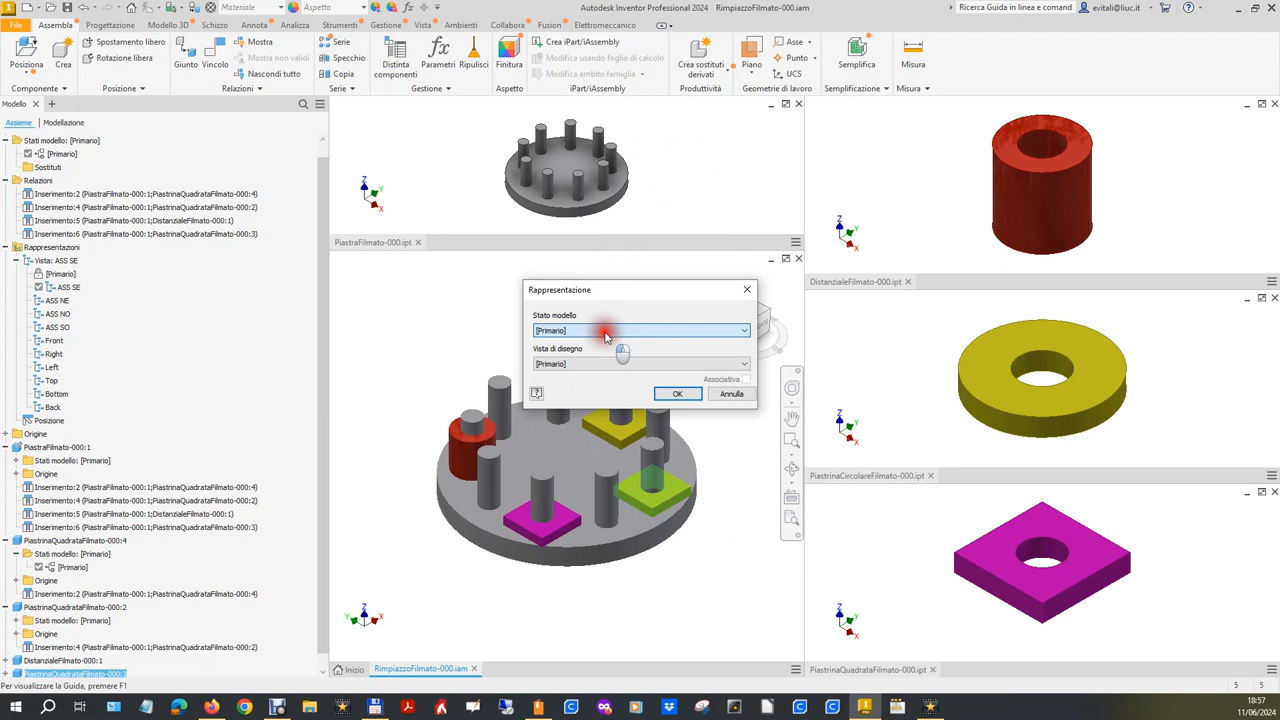 Materiale
Aspetto
Autodesk Inventor Professional 2024 RimpiazzoFilmato-000.iam
Ricerca Guida in linea e comandi
evitali@liuc.it
File Assembla Progettazione Modello 3D Schizzo Annota Analizza Strumenti Gestione Vista Ambienti Collabora Fusion Elettromeccanico
Spostamento libero
Rotazione libera
Posiziona
Crea
Giunto
Vincolo
Mostra
Mostra non validi
Nascondi tutto
Serie
Specchio
Copia
Distinta componenti
Parametri
Ripulisci
Finitura
Crea iPart/iAssembly
Modifica usando foglio di calcolo
Modifica ambito famiglia
Crea sostituti derivati
Piano
Asse
Punto
UCS
Semplifica
Misura
Componente
Posizione
Relazioni
Serie
Gestione
Aspetto
iPart/iAssembly
Produttività
Geometrie di lavoro
Semplificazione
Misura
Modello
Assieme | Modellazione
Stati modello: [Primario]
[Primario]
Sostituti
Relazioni
Inserimento:2 (PiastraFilmato-000:1;PiastrinaQuadrataFilmato-000:4)
Inserimento:4 (PiastraFilmato-000:1;PiastrinaQuadrataFilmato-000:2)
Inserimento:5 (PiastraFilmato-000:1;DistanzialeFilmato-000:1)
Inserimento:6 (PiastraFilmato-000:1;PiastrinaQuadrataFilmato-000:3)
Rappresentazioni
Vista: ASS SE
[Primario]
ASS SE
ASS NE
ASS NO
ASS SO
Front
Right
Left
Top
Bottom
Back
Posizione
Origine
PiastraFilmato-000:1
Stati modello: [Primario]
Origine
Inserimento:2 (PiastraFilmato-000:1;PiastrinaQuadrataFilmato-000:4)
Inserimento:4 (PiastraFilmato-000:1;PiastrinaQuadrataFilmato-000:2)
Inserimento:5 (PiastraFilmato-000:1;DistanzialeFilmato-000:1)
Inserimento:6 (PiastraFilmato-000:1;PiastrinaQuadrataFilmato-000:3)
PiastrinaQuadrataFilmato-000:4
Stati modello: [Primario]
[Primario]
Origine
Inserimento:2 (PiastraFilmato-000:1;PiastrinaQuadrataFilmato-000:4)
PiastrinaQuadrataFilmato-000:2
Stati modello: [Primario]
Origine
Inserimento:4 (PiastraFilmato-000:1;PiastrinaQuadrataFilmato-000:2)
DistanzialeFilmato-000:1
PiastrinaQuadrataFilmato-000:3
Z
Y
X
PiastraFilmato-000.ipt
Rappresentazione
Stato modello
[Primario]
Vista di disegno
[Primario]
Associativa
OK
Annulla
Z
Y
X
Inizio
RimpiazzoFilmato-000.iam
Z
Y
X
DistanzialeFilmato-000.ipt
Z
Y
X
PiastrinaCircolareFilmato-000.ipt
Z
Y
X
PiastrinaQuadrataFilmato-000.ipt
Per visualizzare la Guida, premere F1
5 5
18:57
11/06/2024